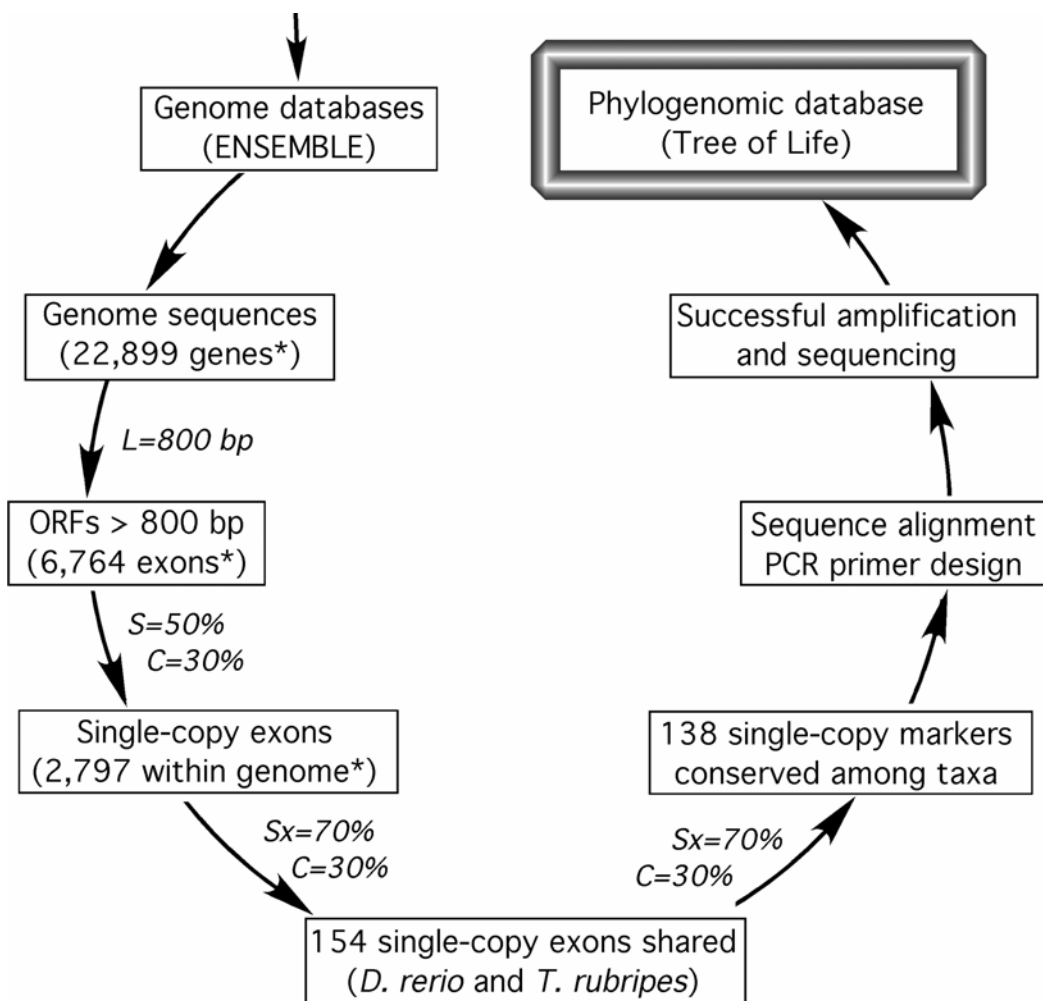 Genome databases
(ENSEMBLE)
Genome sequences
(22,899 genes*)
L=800 bp
ORFs > 800 bp
(6,764 exons*)
S=50%
C=30%
Single-copy exons
(2,797 within genome*)
Sx=70%
C=30%
154 single-copy exons shared
(D. rerio and T. rubripes)
Sx=70%
C=30%
138 single-copy markers
conserved among taxa
Sequence alignment
PCR primer design
Successful amplification
and sequencing
Phylogenomic database
(Tree of Life)